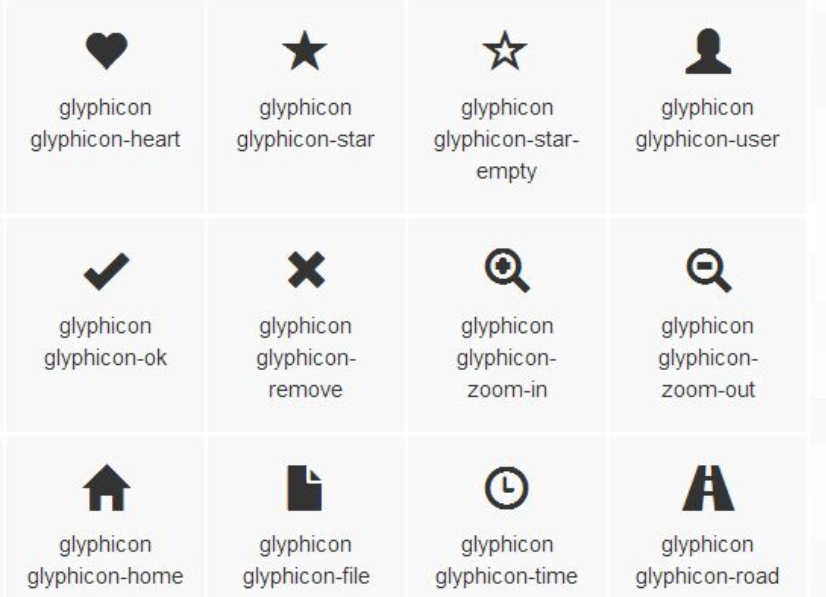 glyphicon
glyphicon-heart
glyphicon
glyphicon-star
glyphicon
glyphicon-star-
empty
glyphicon
glyphicon-user
glyphicon
glyphicon-ok
glyphicon
glyphicon-
remove
glyphicon
glyphicon-
zoom-in
glyphicon
glyphicon-
zoom-out
glyphicon
glyphicon-home
glyphicon
glyphicon-file
glyphicon
glyphicon-time
glyphicon
glyphicon-road